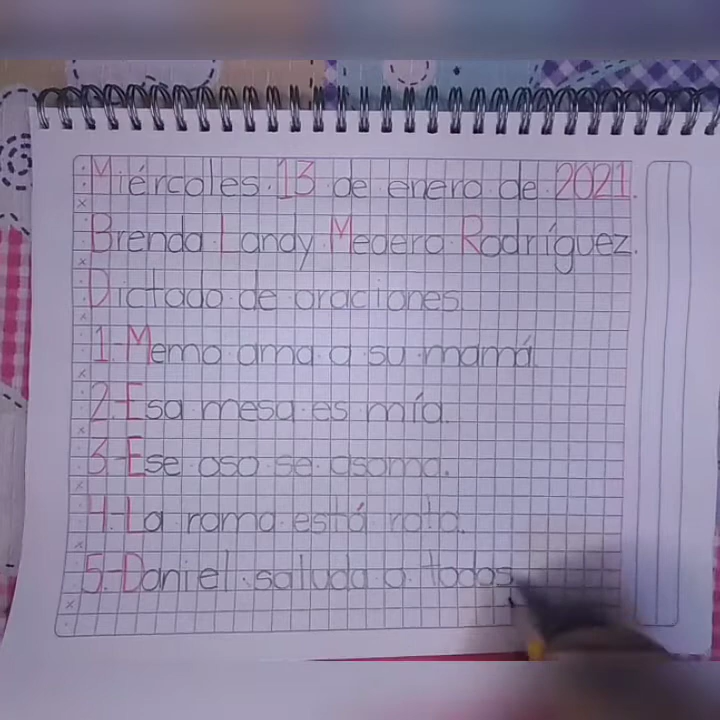 Miércoles 13 de enero de 2021.
Brenda Landy Medero Rodríguez.
Dictado de oraciones.
1.-Memo ama a su mamá.
2.-Esa mesa es mía.
3.-Ese oso se asoma.
4.-La rama está rota.
5.-Daniel saluda a todos.